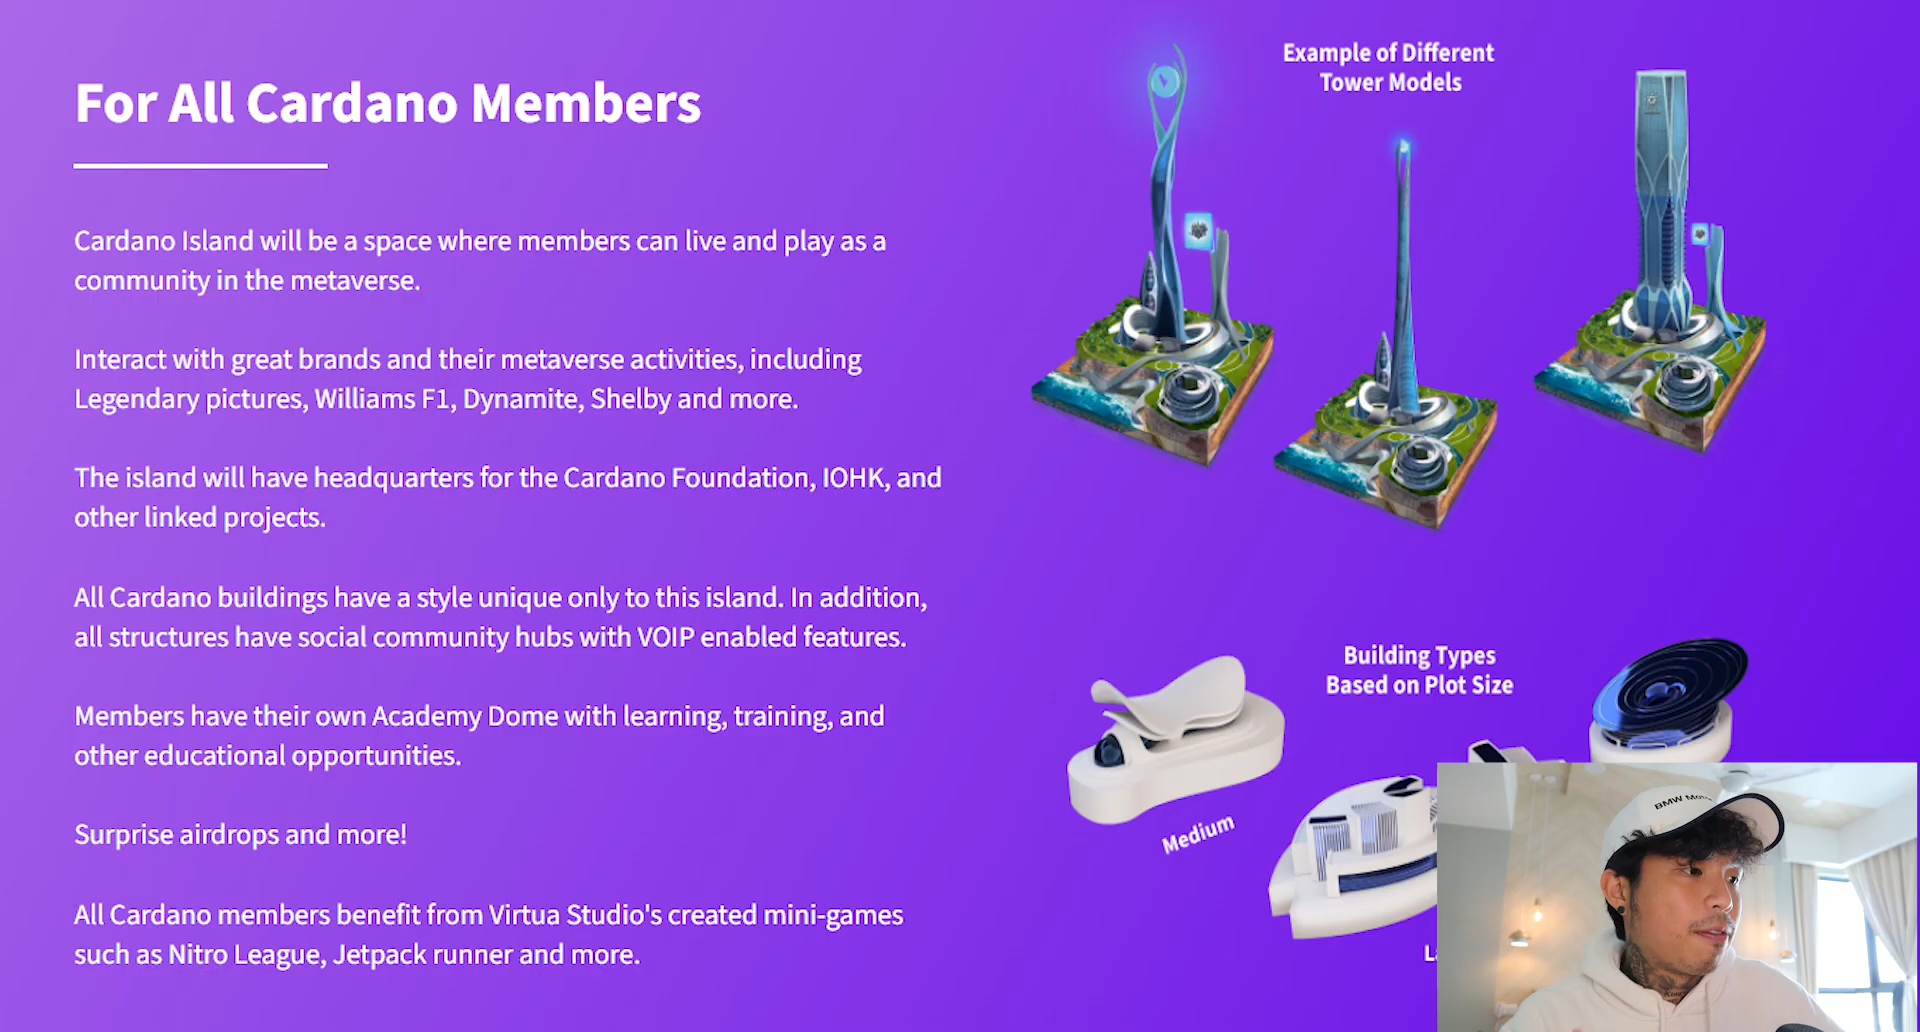 For All Cardano Members
Cardano Island will be a space where members can live and play as a
community in the metaverse.
Interact with great brands and their metaverse activities, including
Legendary pictures, Williams F1, Dynamite, Shelby and more.
The island will have headquarters for the Cardano Foundation, IOHK, and
other linked projects.
All Cardano buildings have a style unique only to this island. In addition,
all structures have social community hubs with VOIP enabled features.
Members have their own Academy Dome with learning, training, and
other educational opportunities.
Surprise airdrops and more!
All Cardano members benefit from Virtua Studio's created mini-games
such as Nitro League, Jetpack runner and more.
Example of Different
Tower Models
Building Types
Based on Plot Size
Medium
BMW